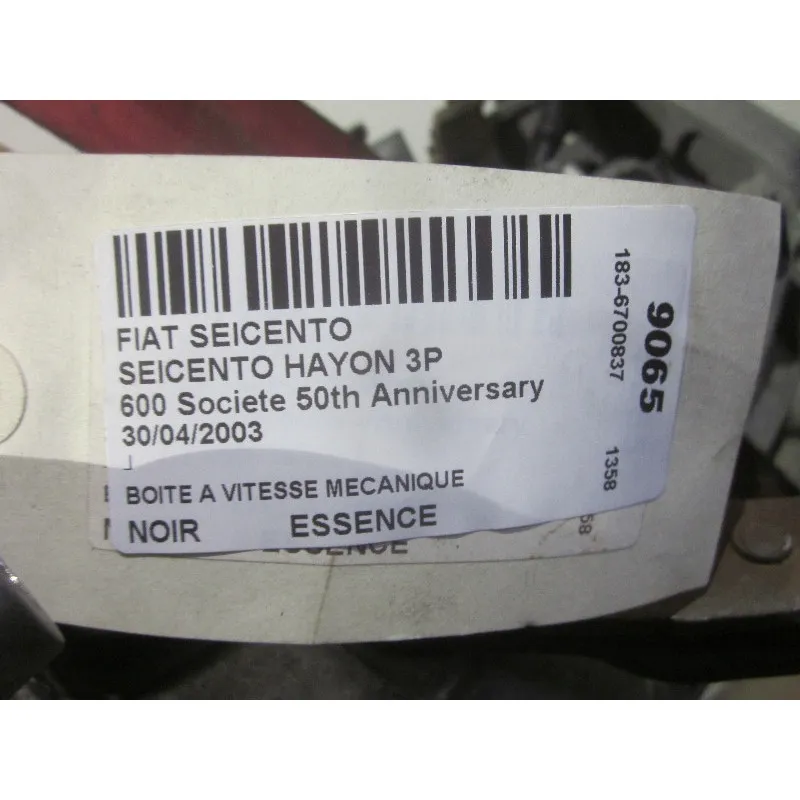 FIAT SEICENTO
SEICENTO HAYON 3P
600 Societe 50th Anniversary
30/04/2003
BOITE A VITESSE MECANIQUE
NOIR ESSENCE
183-6700837
1358
9065
ESSENCE